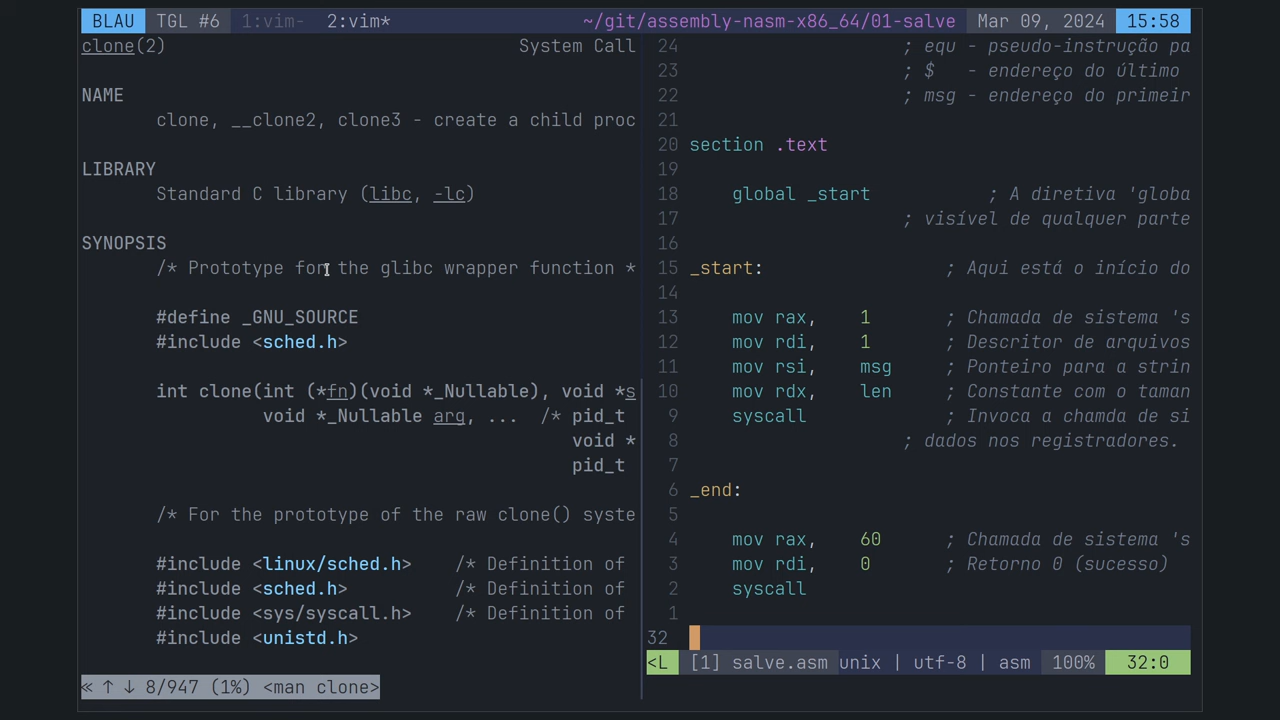 BLAU TGL #6 1:vim- 2:vim* ~/git/assembly-nasm-x86_64/01-salve Mar 09, 2024 15:58
clone(2) System Call
NAME
clone, __clone2, clone3 - create a child proc
LIBRARY
Standard C library (libc, -lc)
SYNOPSIS
/* Prototype for the glibc wrapper function *
#define _GNU_SOURCE
#include <sched.h>
int clone(int (*fn)(void *_Nullable), void *s
void *_Nullable arg, ... /* pid_t
void *
pid_t
/* For the prototype of the raw clone() syste
#include <linux/sched.h> /* Definition of
#include <sched.h> /* Definition of
#include <sys/syscall.h> /* Definition of
#include <unistd.h>
« ↑ ↓ 8/947 (1%) <man clone>
24 ; equ - pseudo-instrução pa
23 ; $ - endereço do último
22 ; msg - endereço do primeir
21
20 section .text
19
18 global _start ; A diretiva 'globa
17 ; visível de qualquer parte
16
15 _start: ; Aqui está o início do
14
13 mov rax, 1 ; Chamada de sistema 's
12 mov rdi, 1 ; Descritor de arquivos
11 mov rsi, msg ; Ponteiro para a strin
10 mov rdx, len ; Constante com o taman
9 syscall ; Invoca a chamda de si
8 ; dados nos registradores.
7
6 _end:
5
4 mov rax, 60 ; Chamada de sistema 's
3 mov rdi, 0 ; Retorno 0 (sucesso)
2 syscall
1
32
<L [1] salve.asm unix | utf-8 | asm 100% 32:0